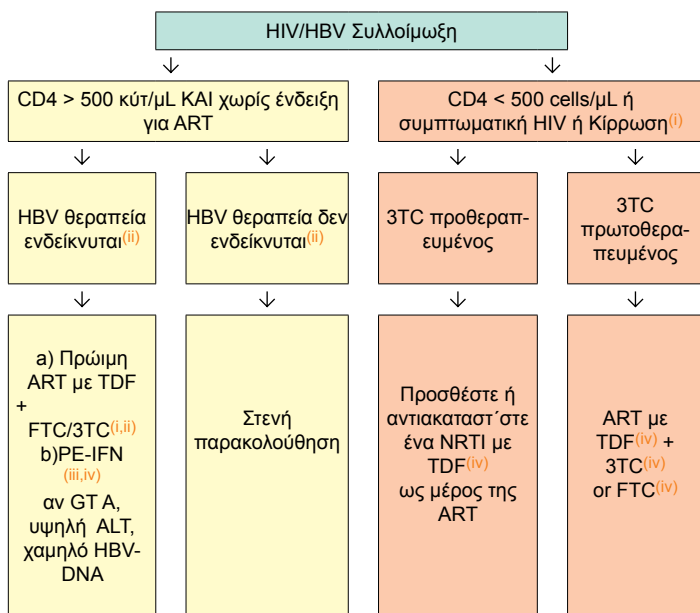 HIV/HBV Συλλοίμωξη
CD4 > 500 κύτ/μL ΚΑΙ χωρίς ένδειξη
για ART
CD4 < 500 cells/μL ή
συμπτωματική HIV ή Κίρρωση(i)
HBV θεραπεία
ενδείκνυται(ii)
HBV θεραπεία δεν
ενδείκνυται(ii)
3TC προθεραπ-
ευμένος
3TC
πρωτοθερα-
πευμένος
a) Πρώιμη
ART με TDF
+
FTC/3TC(i,ii)
b)PE-IFN
(iii,iv)
αν GT A,
υψηλή ALT,
χαμηλό HBV-
DNA
Στενή
παρακολούθηση
Προσθέστε ή
αντιακαταστ´στε
ένα NRTI με
TDF(iv)
ως μέρος της
ART
ART με
TDF(iv) +
3TC(iv)
or FTC(iv)